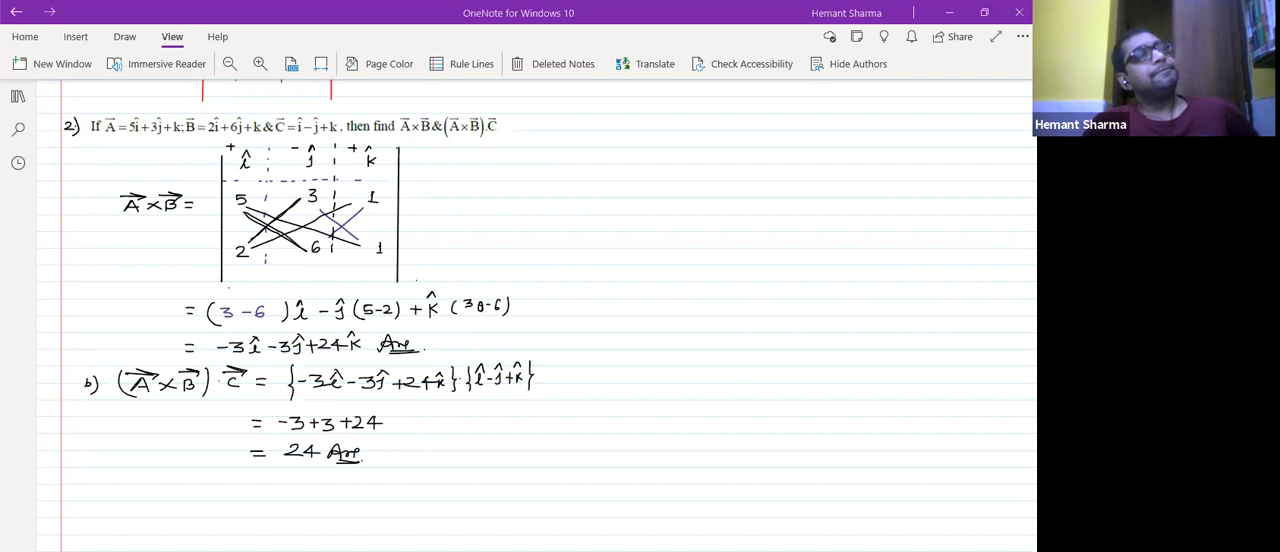 OneNote for Windows 10
Hemant Sharma
Home Insert Draw View Help
Share
New Window Immersive Reader Page Color Rule Lines Deleted Notes Translate Check Accessibility Hide Authors
Hemant Sharma
2) If A⃗ = 5î+3ĵ+k; B⃗ = 2î+6ĵ+k & C⃗ = î−ĵ+k, then find A⃗×B⃗ & (A⃗×B⃗).C⃗
+ î − ĵ + k̂
5 3 1
A⃗×B⃗ =
2 6 1
= (3-6)î - ĵ(5-2) + k̂(30-6)
= -3î-3ĵ+24k̂ Ans.
b) (A⃗×B⃗)·C⃗ = {-3î-3ĵ+24k̂}·{î-ĵ+k̂}
= -3+3+24
= 24 Ans.